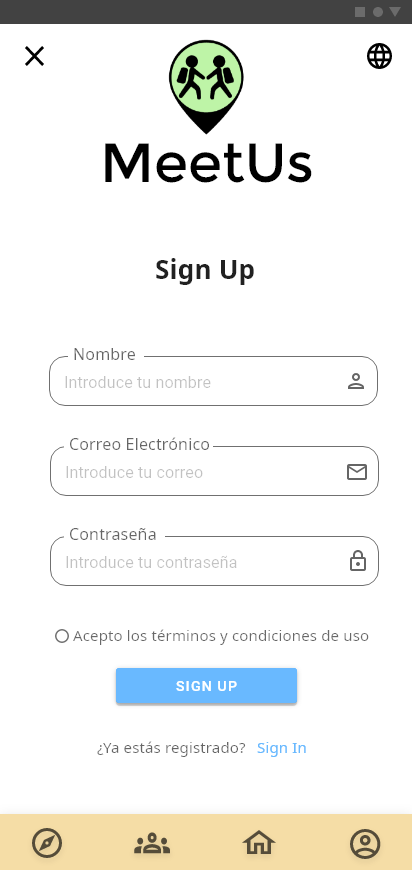 MeetUs
Sign Up
Nombre
Introduce tu nombre
Correo Electrónico
Introduce tu correo
Contraseña
Introduce tu contraseña
Acepto los términos y condiciones de uso
SIGN UP
¿Ya estás registrado? Sign In